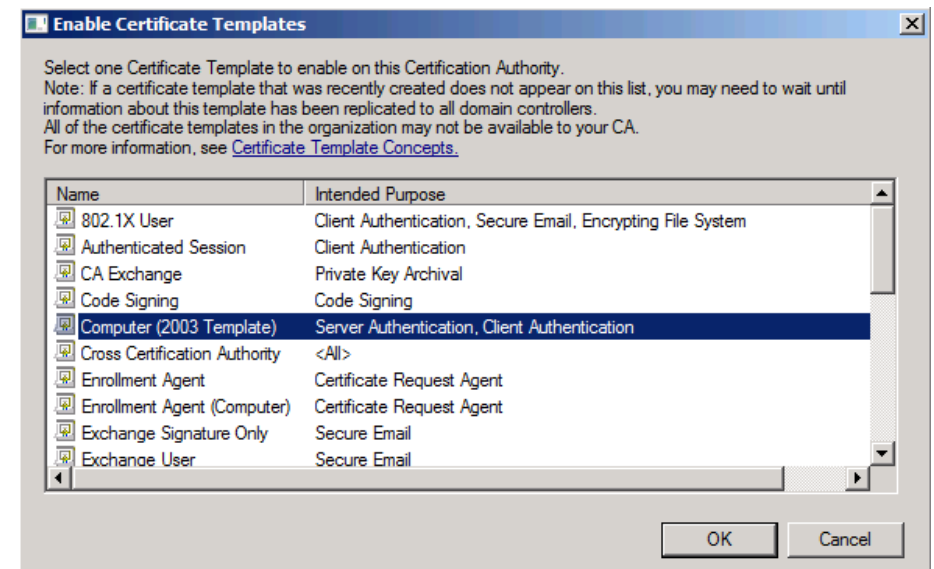 Enable Certificate Templates
Select one Certificate Template to enable on this Certification Authority.
Note: If a certificate template that was recently created does not appear on this list, you may need to wait until
information about this template has been replicated to all domain controllers.
All of the certificate templates in the organization may not be available to your CA.
For more information, see Certificate Template Concepts.
Name Intended Purpose
802.1X User Client Authentication, Secure Email, Encrypting File System
Authenticated Session Client Authentication
CA Exchange Private Key Archival
Code Signing Code Signing
Computer (2003 Template) Server Authentication, Client Authentication
Cross Certification Authority <All>
Enrollment Agent Certificate Request Agent
Enrollment Agent (Computer) Certificate Request Agent
Exchange Signature Only Secure Email
Exchange User Secure Email
OK Cancel